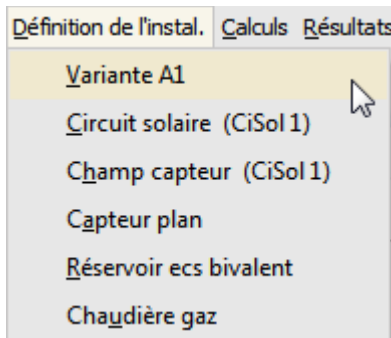 Définition de l'instal. Calculs Résultats
Variante A1
Circuit solaire (CiSol 1)
Champ capteur (CiSol 1)
Capteur plan
Réservoir ecs bivalent
Chaudière gaz